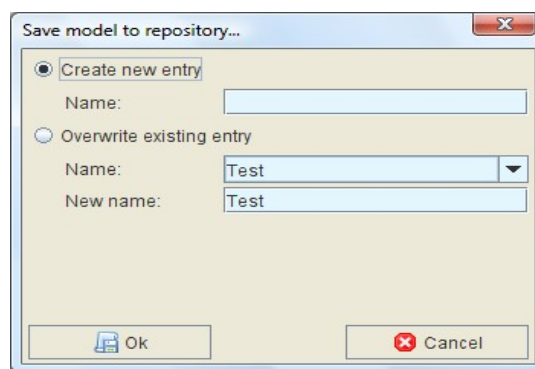 Save model to repository...
Create new entry
Name:
Overwrite existing entry
Name: Test
New name: Test
Ok Cancel